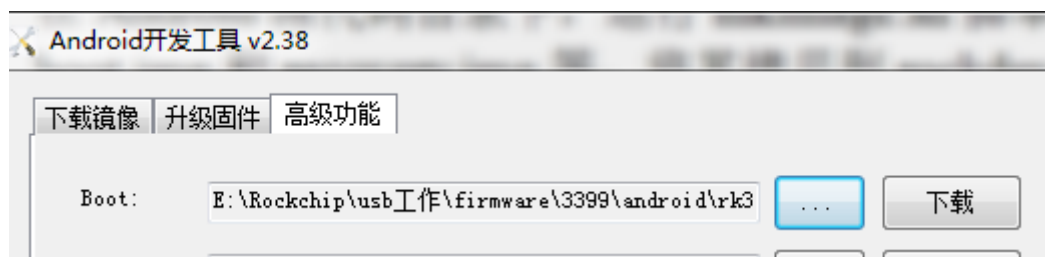 Android开发工具 v2.38
下载镜像 升级固件 高级功能
Boot: E:\Rockchip\usb工作\firmware\3399\android\rk3 ... 下载